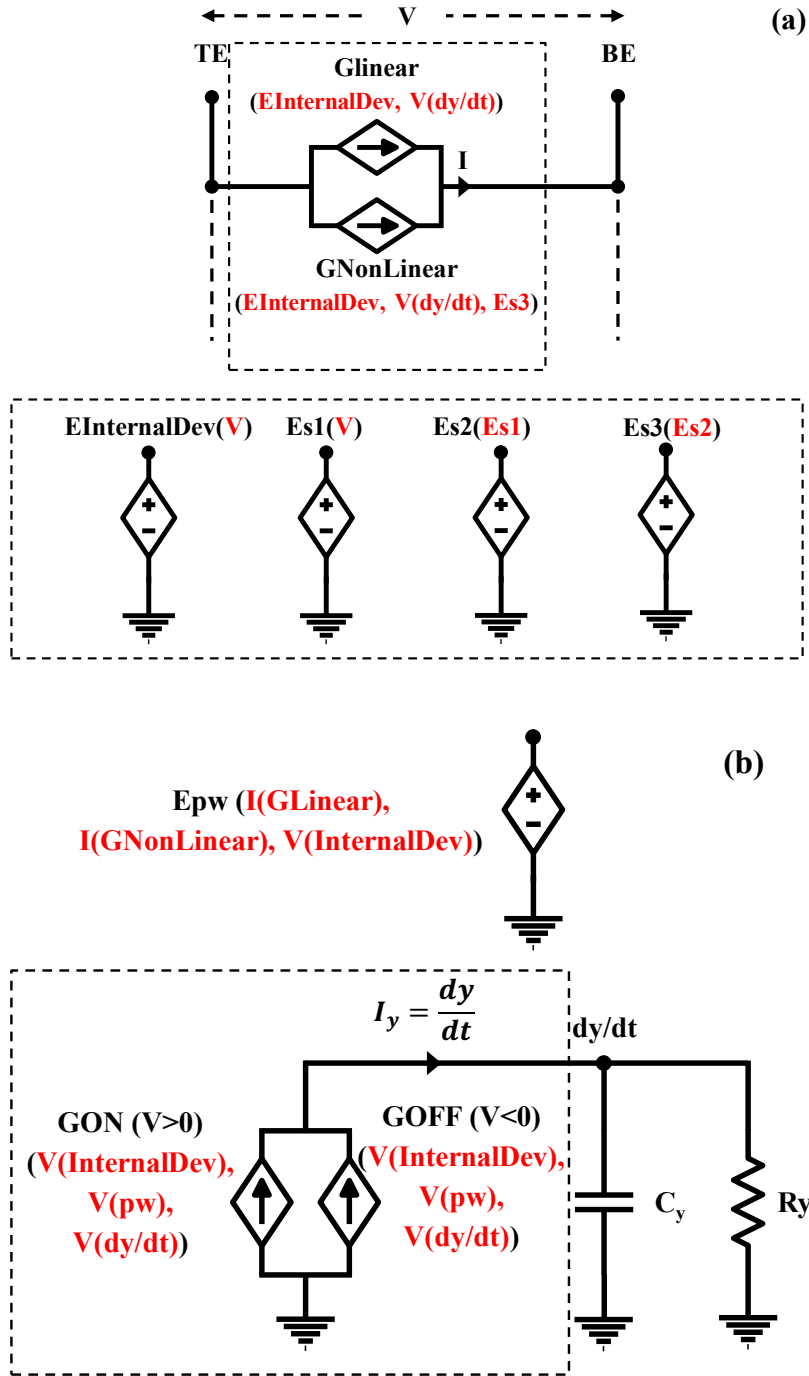 V
(a)
TE
BE
Glinear
(EInternalDev, V(dy/dt))
I
GNonLinear
(EInternalDev, V(dy/dt), Es3)
EInternalDev(V) Es1(V) Es2(Es1) Es3(Es2)
+ + + +
- - - -
(b)
Epw (I(GLinear),
I(GNonLinear), V(InternalDev))
+
-
I_y = dy/dt
dy/dt
GON (V>0)
(V(InternalDev),
V(pw),
V(dy/dt))
GOFF (V<0)
(V(InternalDev),
V(pw),
V(dy/dt))
C_y
Ry